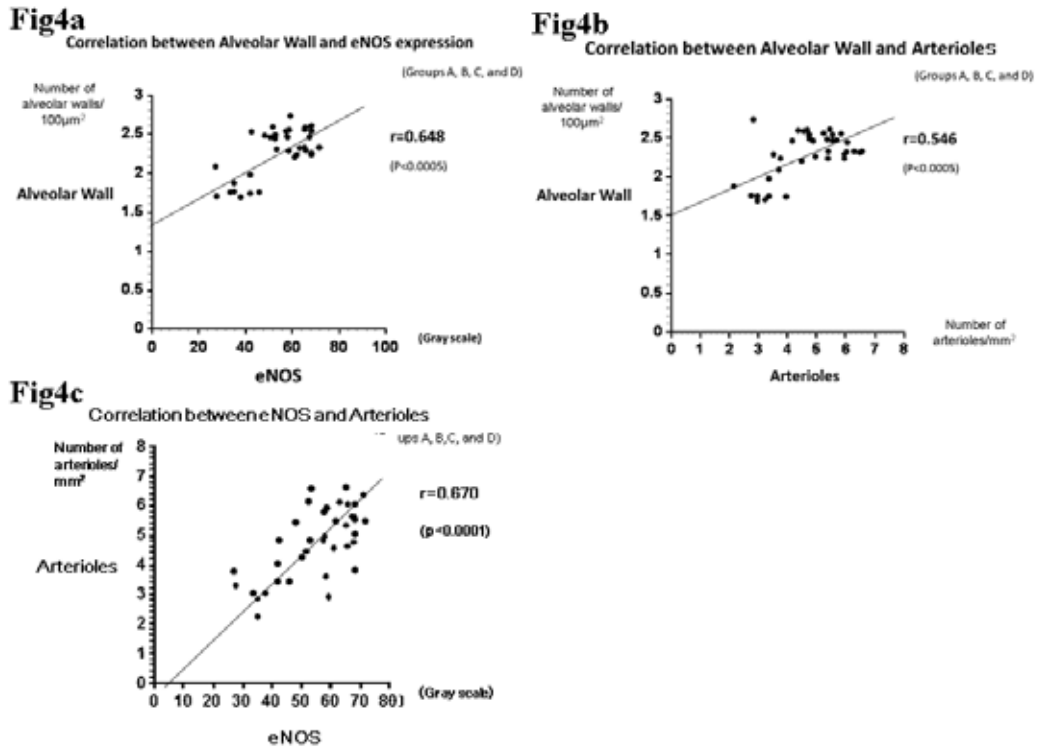 Fig4a
Correlation between Alveolar Wall and eNOS expression
(Groups A, B, C, and D)
Number of
alveolar walls/
100μm²
3
2.5
2
1.5
1
0.5
0
Alveolar Wall
r=0.648
(P<0.0005)
0 20 40 60 80 100
(Gray scale)
eNOS
Fig4b
Correlation between Alveolar Wall and Arterioles
(Groups A, B, C, and D)
Number of
alveolar walls/
100μm²
3
2.5
2
1.5
1
0.5
0
Alveolar Wall
r=0.546
(P<0.0005)
0 1 2 3 4 5 6 7 8
Number of
arterioles/mm²
Arterioles
Fig4c
Correlation between eNOS and Arterioles
ups A, B,C, and D)
Number of
arterioles/
mm²
8
7
6
5
4
3
2
1
0
Arterioles
r=0.670
(p<0.0001)
0 10 20 30 40 50 60 70 80
(Gray scale)
eNOS